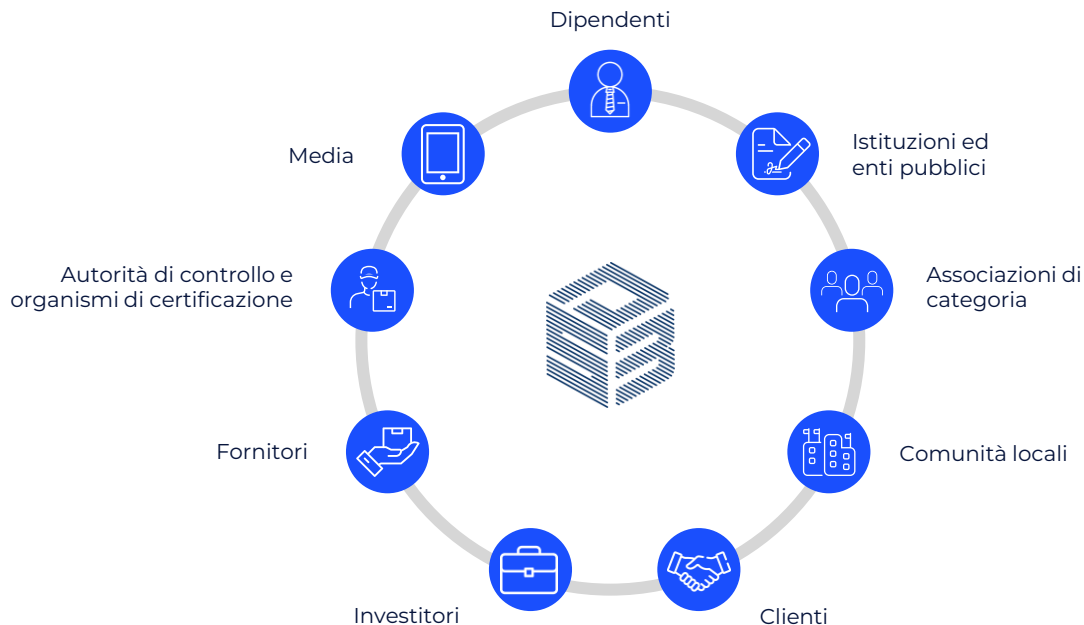 Dipendenti
Istituzioni ed
enti pubblici
Media
Associazioni di
categoria
Autorità di controllo e
organismi di certificazione
Fornitori
Comunità locali
Investitori
Clienti